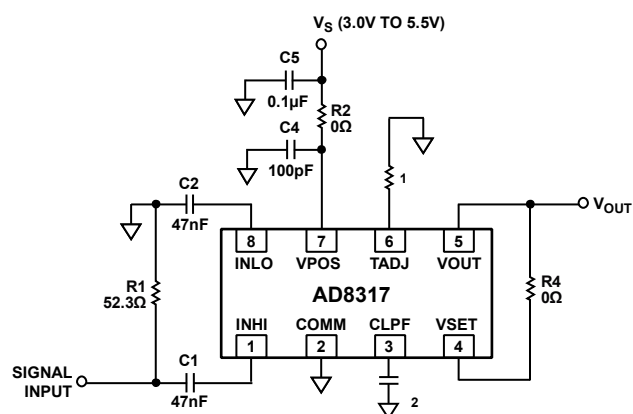 VS (3.0V TO 5.5V)
C5
0.1µF
R2
0Ω
C4
100pF
1
C2
47nF
VOUT
8
7
6
5
INLO
VPOS
TADJ
VOUT
R1
52.3Ω
AD8317
R4
0Ω
INHI
COMM
CLPF
VSET
1
2
3
4
SIGNAL
INPUT
C1
47nF
2